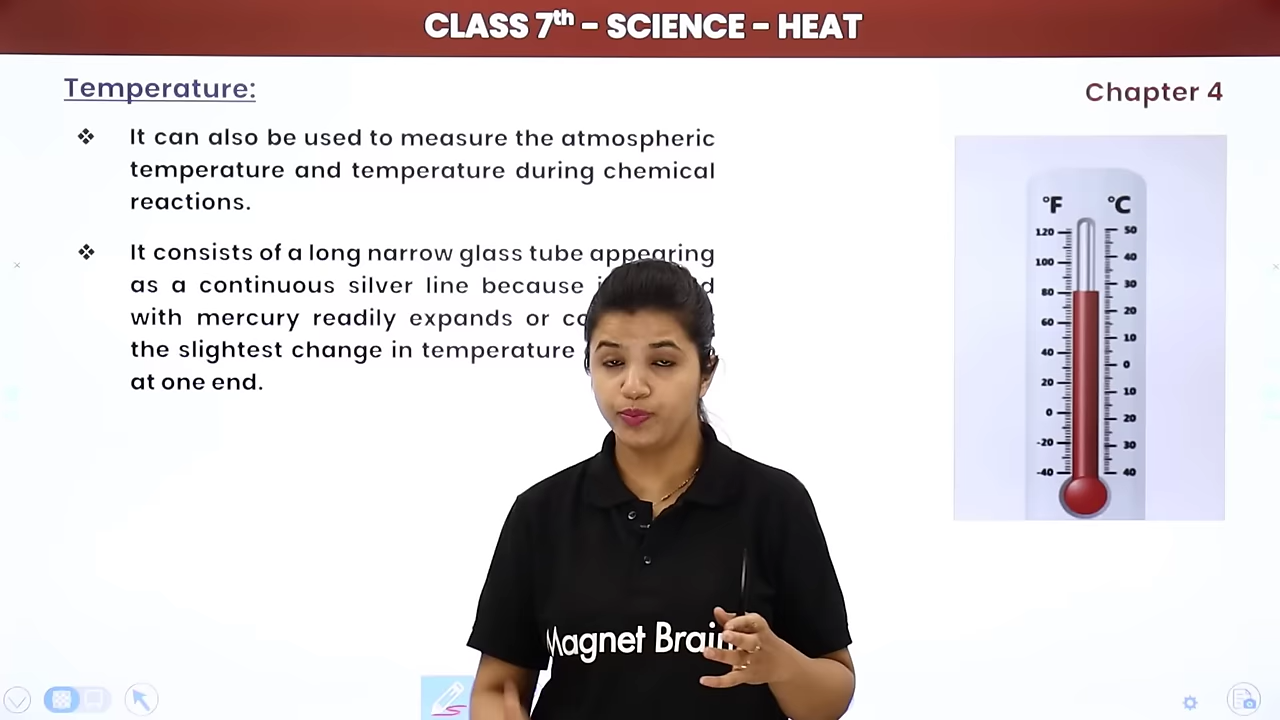 CLASS 7th - SCIENCE - HEAT
Temperature:
Chapter 4
It can also be used to measure the atmospheric
temperature and temperature during chemical
reactions.
It consists of a long narrow glass tube appearing
as a continuous silver line because
with mercury readily expands or
the slightest change in temperature
at one end.
°F °C
120 50
100 40
80 30
60 20
40 10
20 0
0 10
-20 20
-40 30
40
Magnet Brain